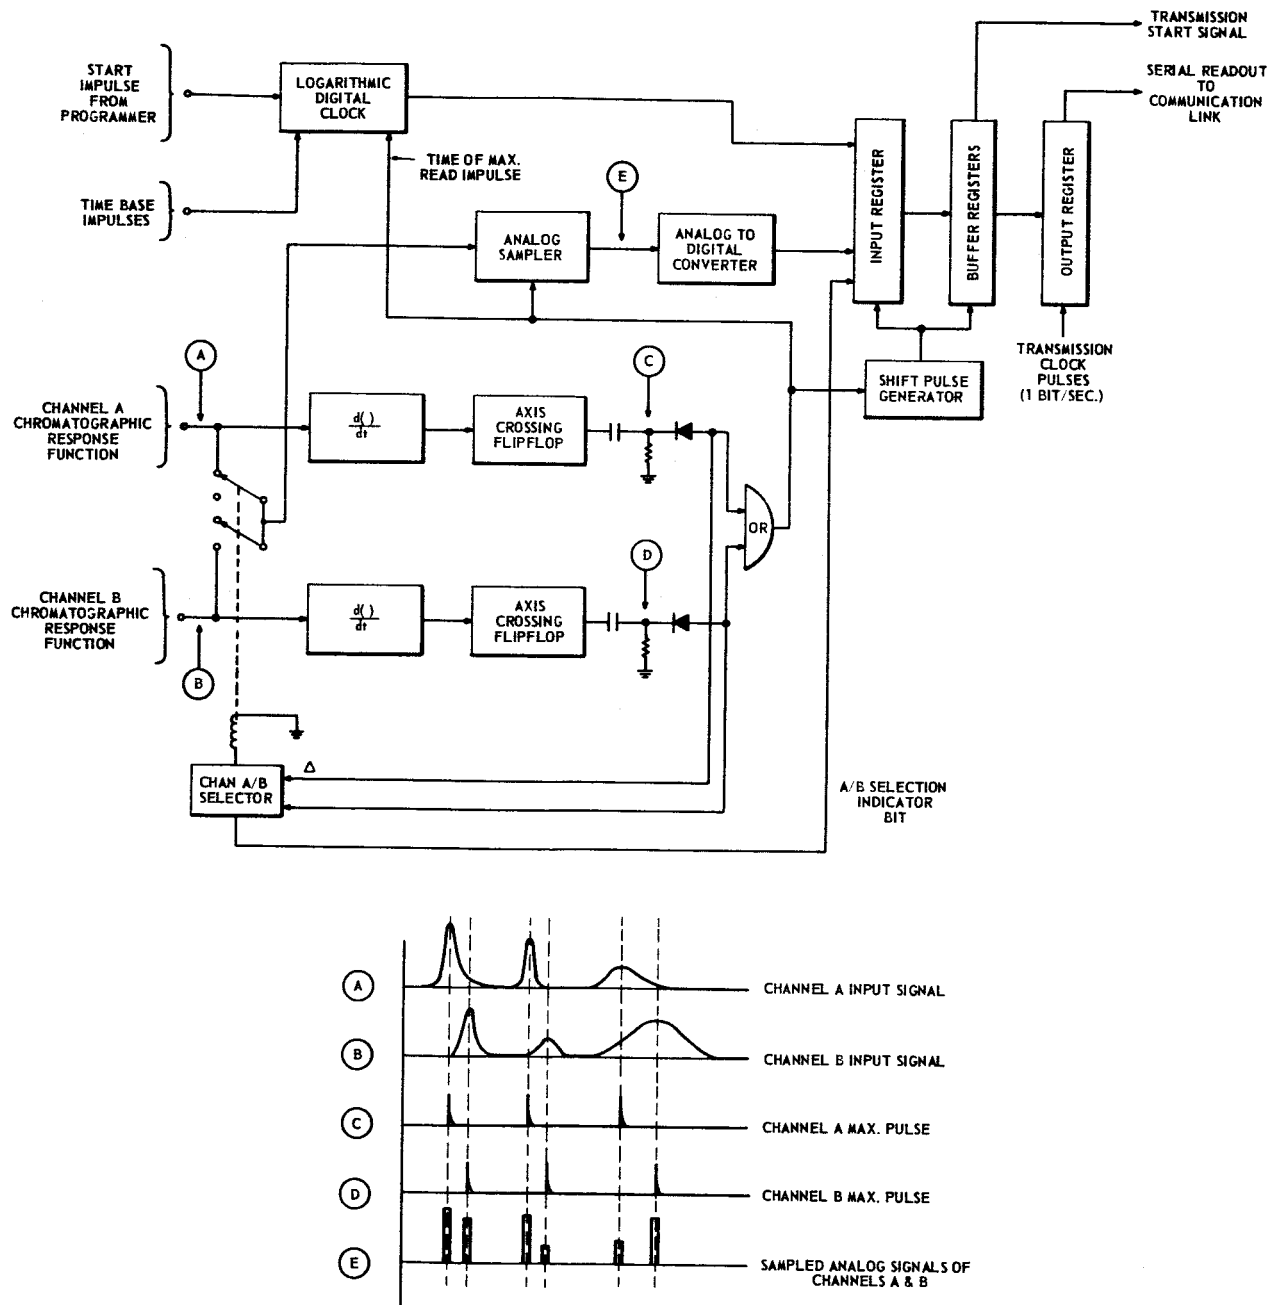 TRANSMISSION
START SIGNAL
START
IMPULSE
FROM
PROGRAMMER
LOGARITHMIC
DIGITAL
CLOCK
SERIAL READOUT
TO
COMMUNICATION
LINK
TIME OF MAX.
READ IMPULSE
E
TIME BASE
IMPULSES
ANALOG
SAMPLER
ANALOG TO
DIGITAL
CONVERTER
INPUT REGISTER
BUFFER REGISTERS
OUTPUT REGISTER
A
C
TRANSMISSION
CLOCK
PULSES
(1 BIT/SEC.)
SHIFT PULSE
GENERATOR
CHANNEL A
CHROMATOGRAPHIC
RESPONSE
FUNCTION
d( )
dt
AXIS
CROSSING
FLIPFLOP
OR
D
CHANNEL B
CHROMATOGRAPHIC
RESPONSE
FUNCTION
d( )
dt
AXIS
CROSSING
FLIPFLOP
B
Δ
CHAN A/B
SELECTOR
A/B SELECTION
INDICATOR
BIT
A
CHANNEL A INPUT SIGNAL
B
CHANNEL B INPUT SIGNAL
C
CHANNEL A MAX. PULSE
D
CHANNEL B MAX. PULSE
E
SAMPLED ANALOG SIGNALS OF
CHANNELS A & B